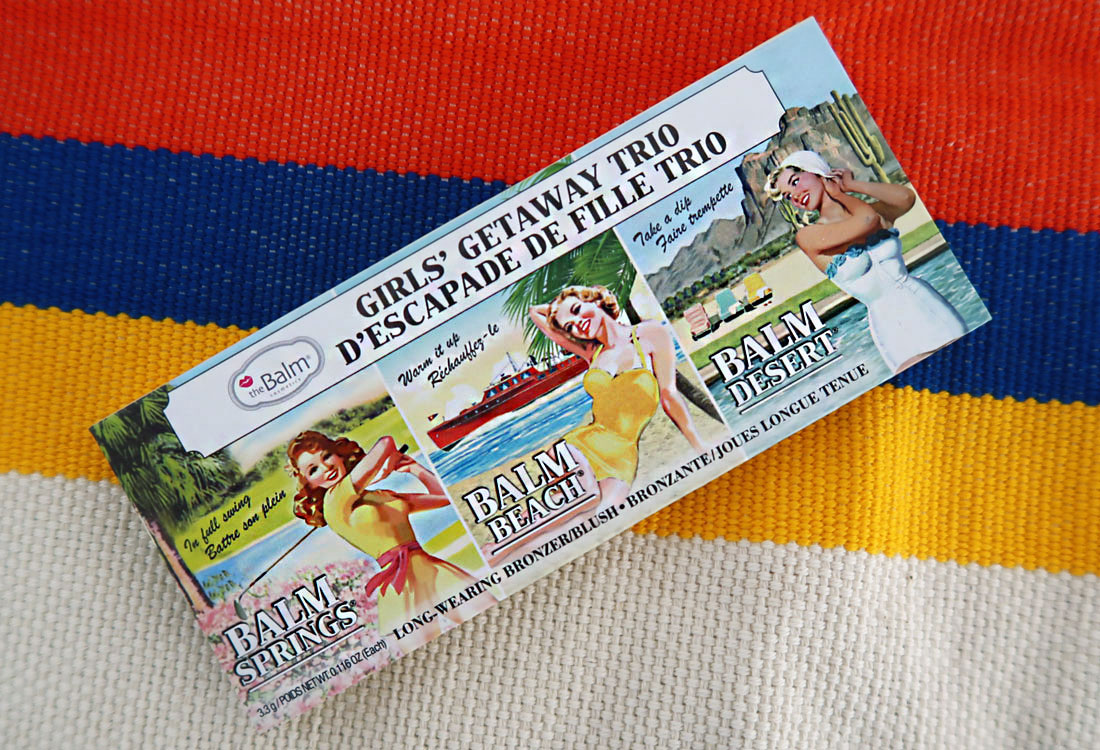 GIRLS' GETAWAY TRIO
D'ESCAPADE DE FILLE TRIO
theBalm®
cosmetics
In full swing
Battre son plein
BALM
SPRINGS®
Warm it up
Réchauffez-le
BALM
BEACH®
Take a dip
Faire trempette
BALM
DESERT®
LONG-WEARING BRONZER/BLUSH • BRONZANTE/JOUES LONGUE TENUE
3.3 g / POIDS NET WT. 0.116 OZ (Each)